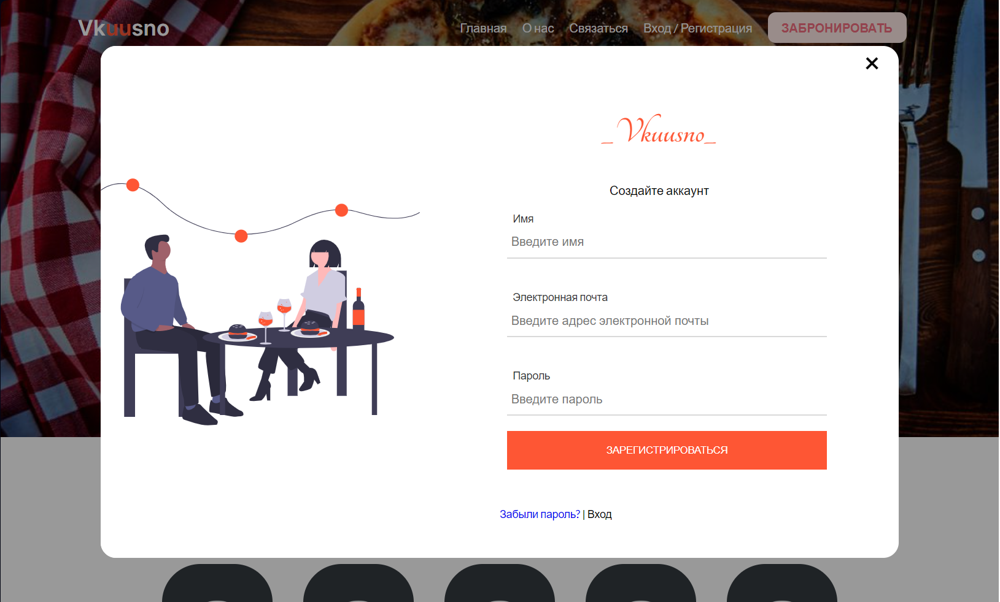 Vkuusno
Главная О нас Связаться Вход / Регистрация ЗАБРОНИРОВАТЬ
_Vkuusno_
Создайте аккаунт
Имя
Введите имя
Электронная почта
Введите адрес электронной почты
Пароль
Введите пароль
ЗАРЕГИСТРИРОВАТЬСЯ
Забыли пароль? | Вход